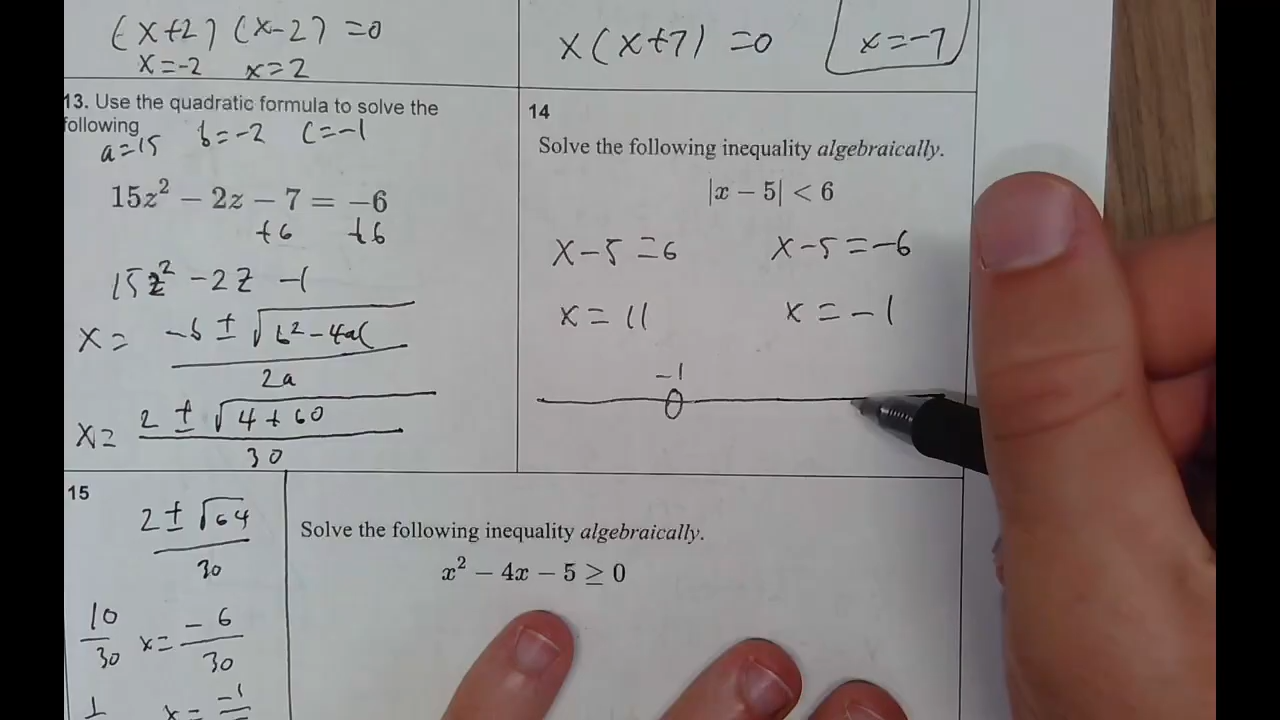 (x+2) (x-2) =0
x=-2 x=2
x(x+7) =0
x=-7
13. Use the quadratic formula to solve the
following
a=15 b=-2 c=-1
15z² − 2z − 7 = −6
+6 +6
15z² -2z -1
x= -b ± √b²-4ac
2a
x= 2 ± √4+60
30
14
Solve the following inequality algebraically.
|x − 5| < 6
x-5=6 x-5=-6
x=11 x=-1
-1
15
2±√64
30
10
30
x= -6
30
1
x= -1
Solve the following inequality algebraically.
x² − 4x − 5 ≥ 0